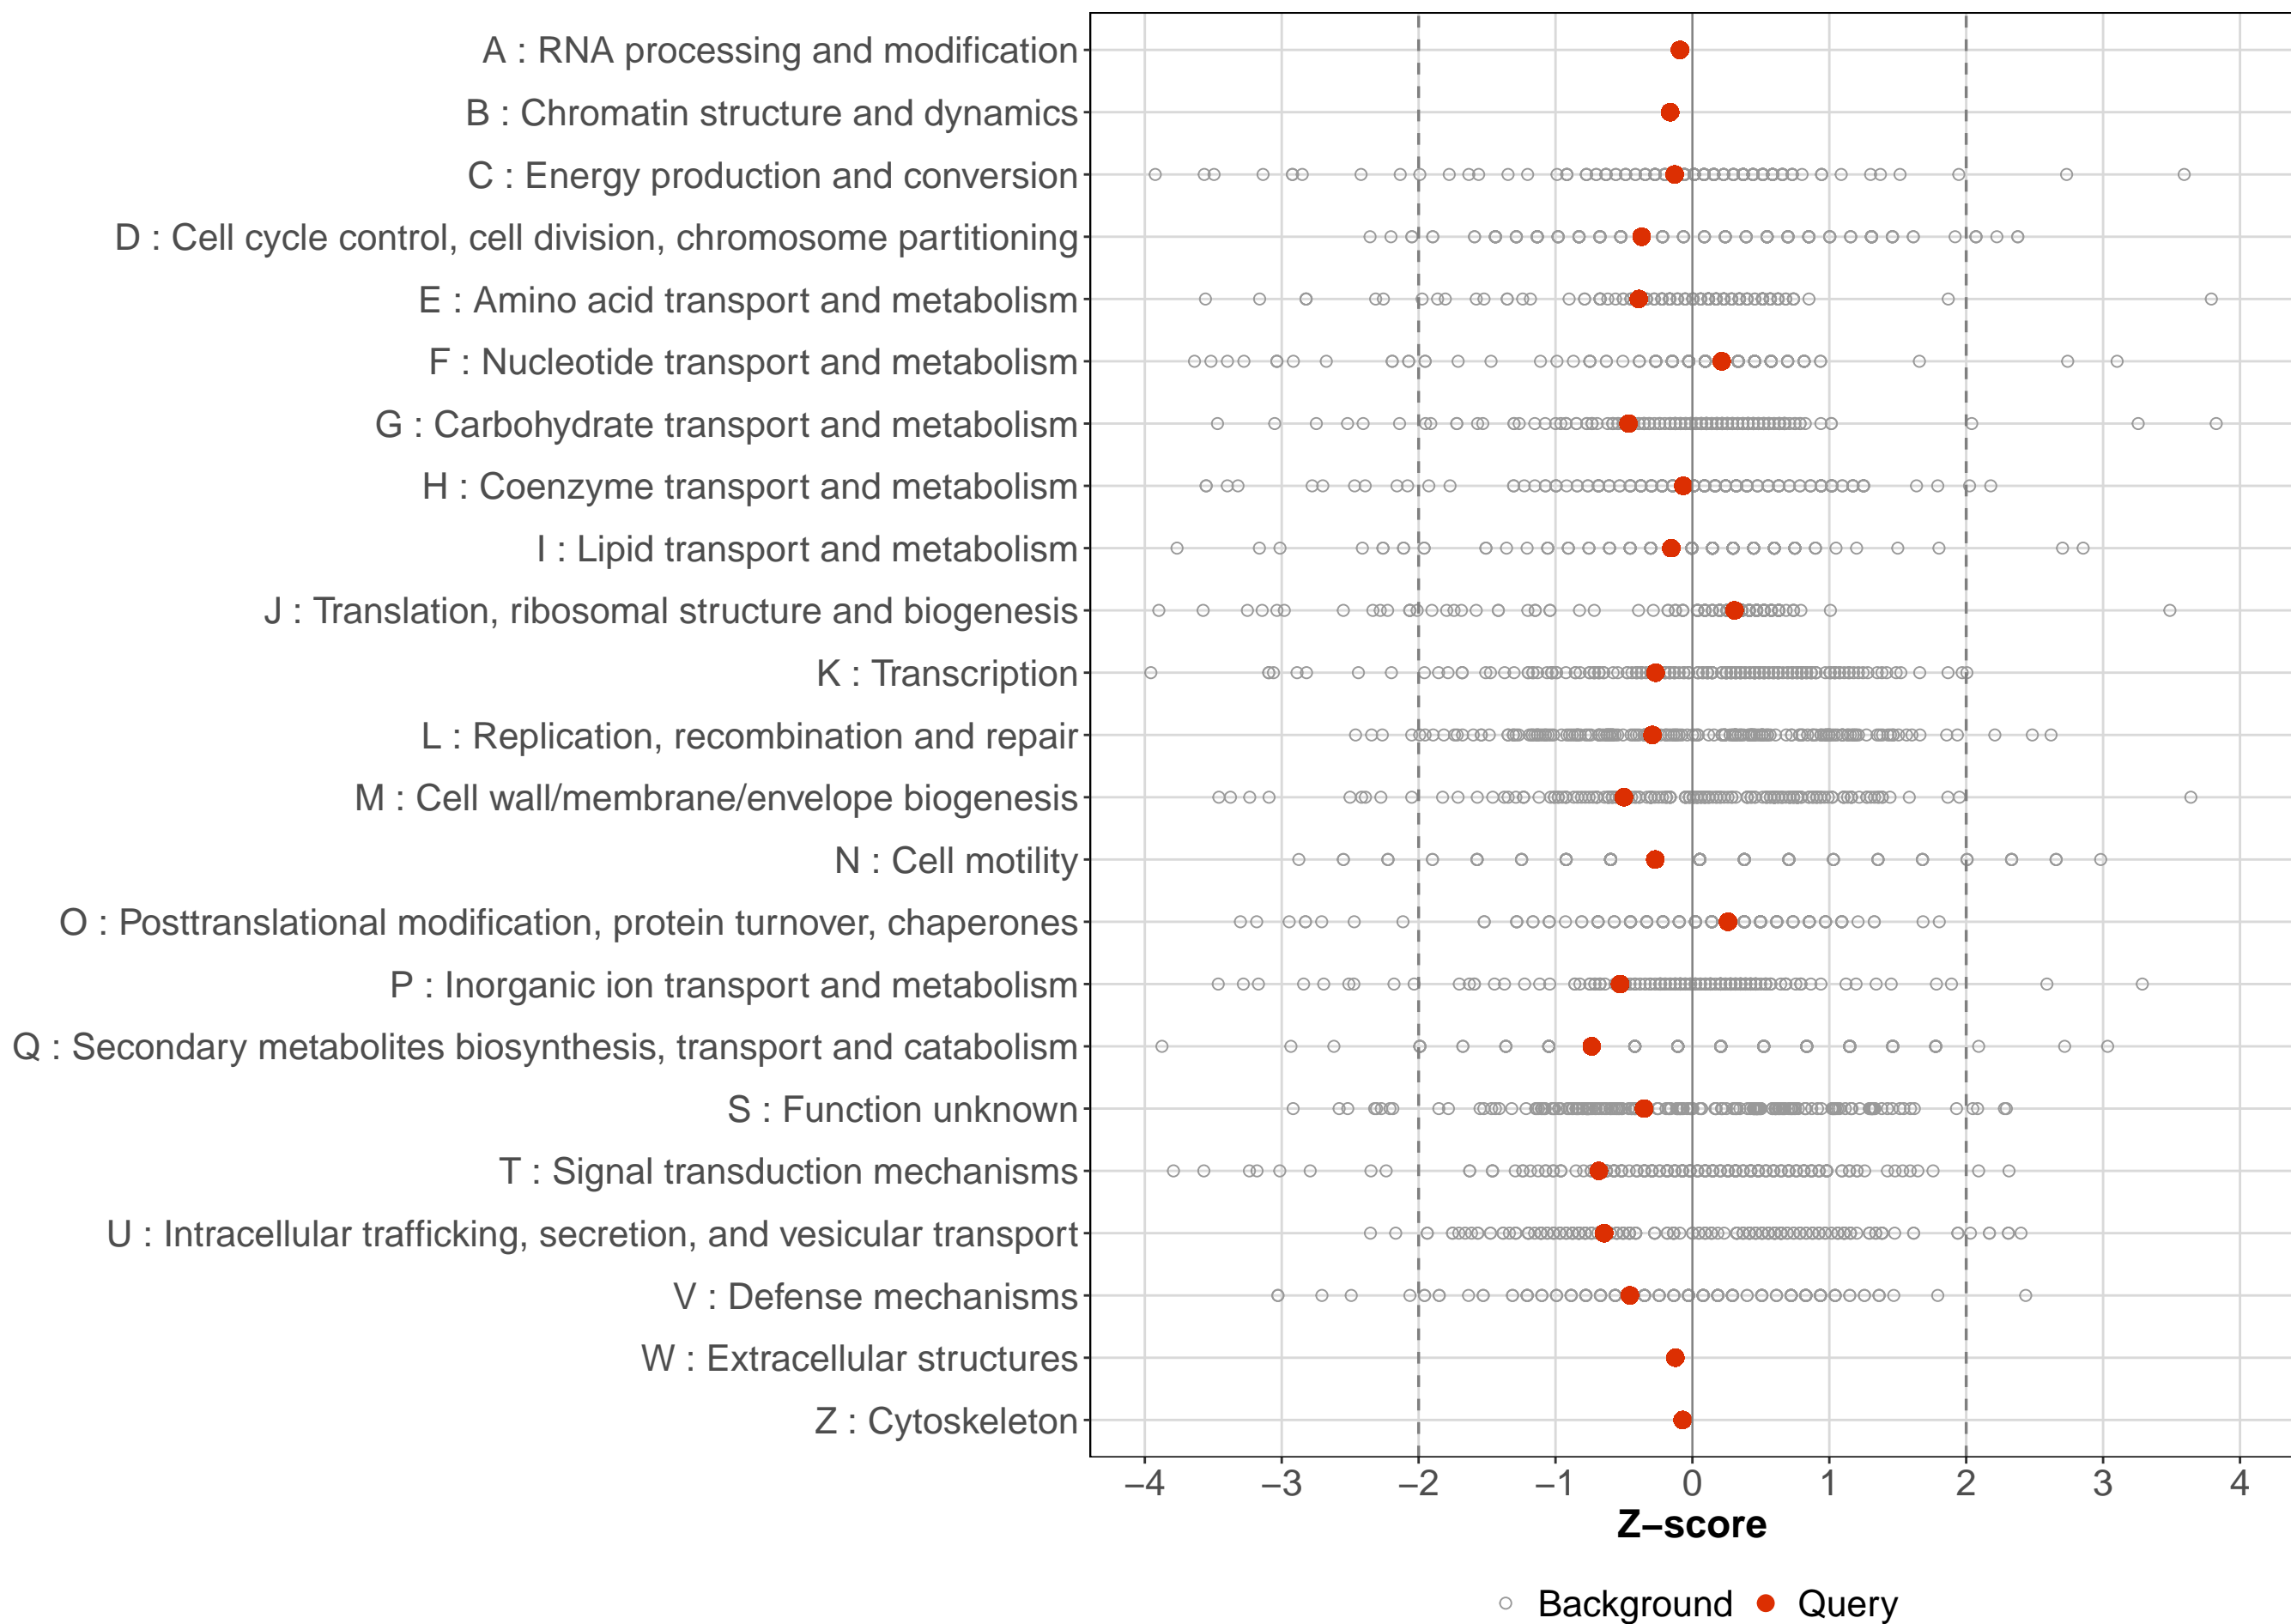 A : RNA processing and modification
B : Chromatin structure and dynamics
C : Energy production and conversion
D : Cell cycle control, cell division, chromosome partitioning
E : Amino acid transport and metabolism
F : Nucleotide transport and metabolism
G : Carbohydrate transport and metabolism
H : Coenzyme transport and metabolism
I : Lipid transport and metabolism
J : Translation, ribosomal structure and biogenesis
K : Transcription
L : Replication, recombination and repair
M : Cell wall/membrane/envelope biogenesis
N : Cell motility
O : Posttranslational modification, protein turnover, chaperones
P : Inorganic ion transport and metabolism
Q : Secondary metabolites biosynthesis, transport and catabolism
S : Function unknown
T : Signal transduction mechanisms
U : Intracellular trafficking, secretion, and vesicular transport
V : Defense mechanisms
W : Extracellular structures
Z : Cytoskeleton
−4 −3 −2 −1 0 1 2 3 4
Z−score
Background Query